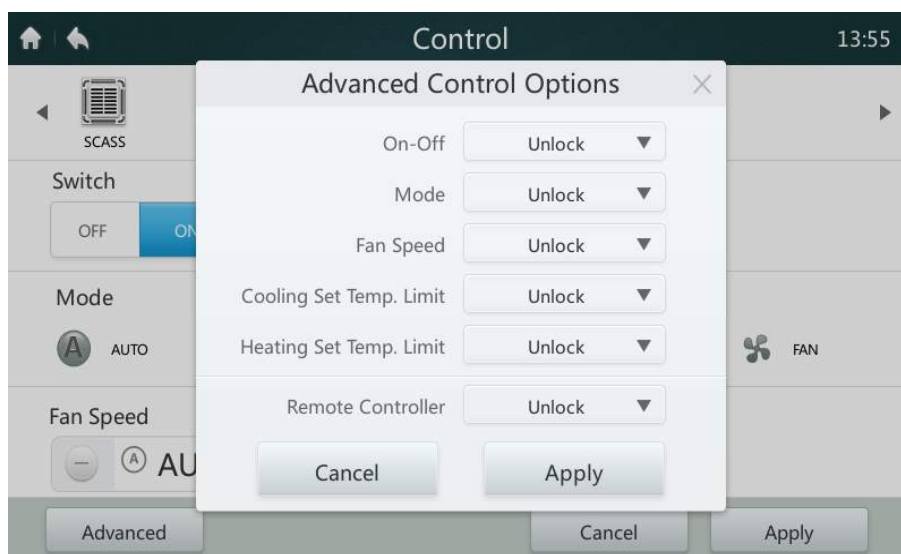 Control
13:55
SCASS
Switch
OFF
ON
Mode
A AUTO
FAN
Fan Speed
A AU
Advanced
Cancel
Apply
Advanced Control Options
On-Off Unlock
Mode Unlock
Fan Speed Unlock
Cooling Set Temp. Limit Unlock
Heating Set Temp. Limit Unlock
Remote Controller Unlock
Cancel
Apply